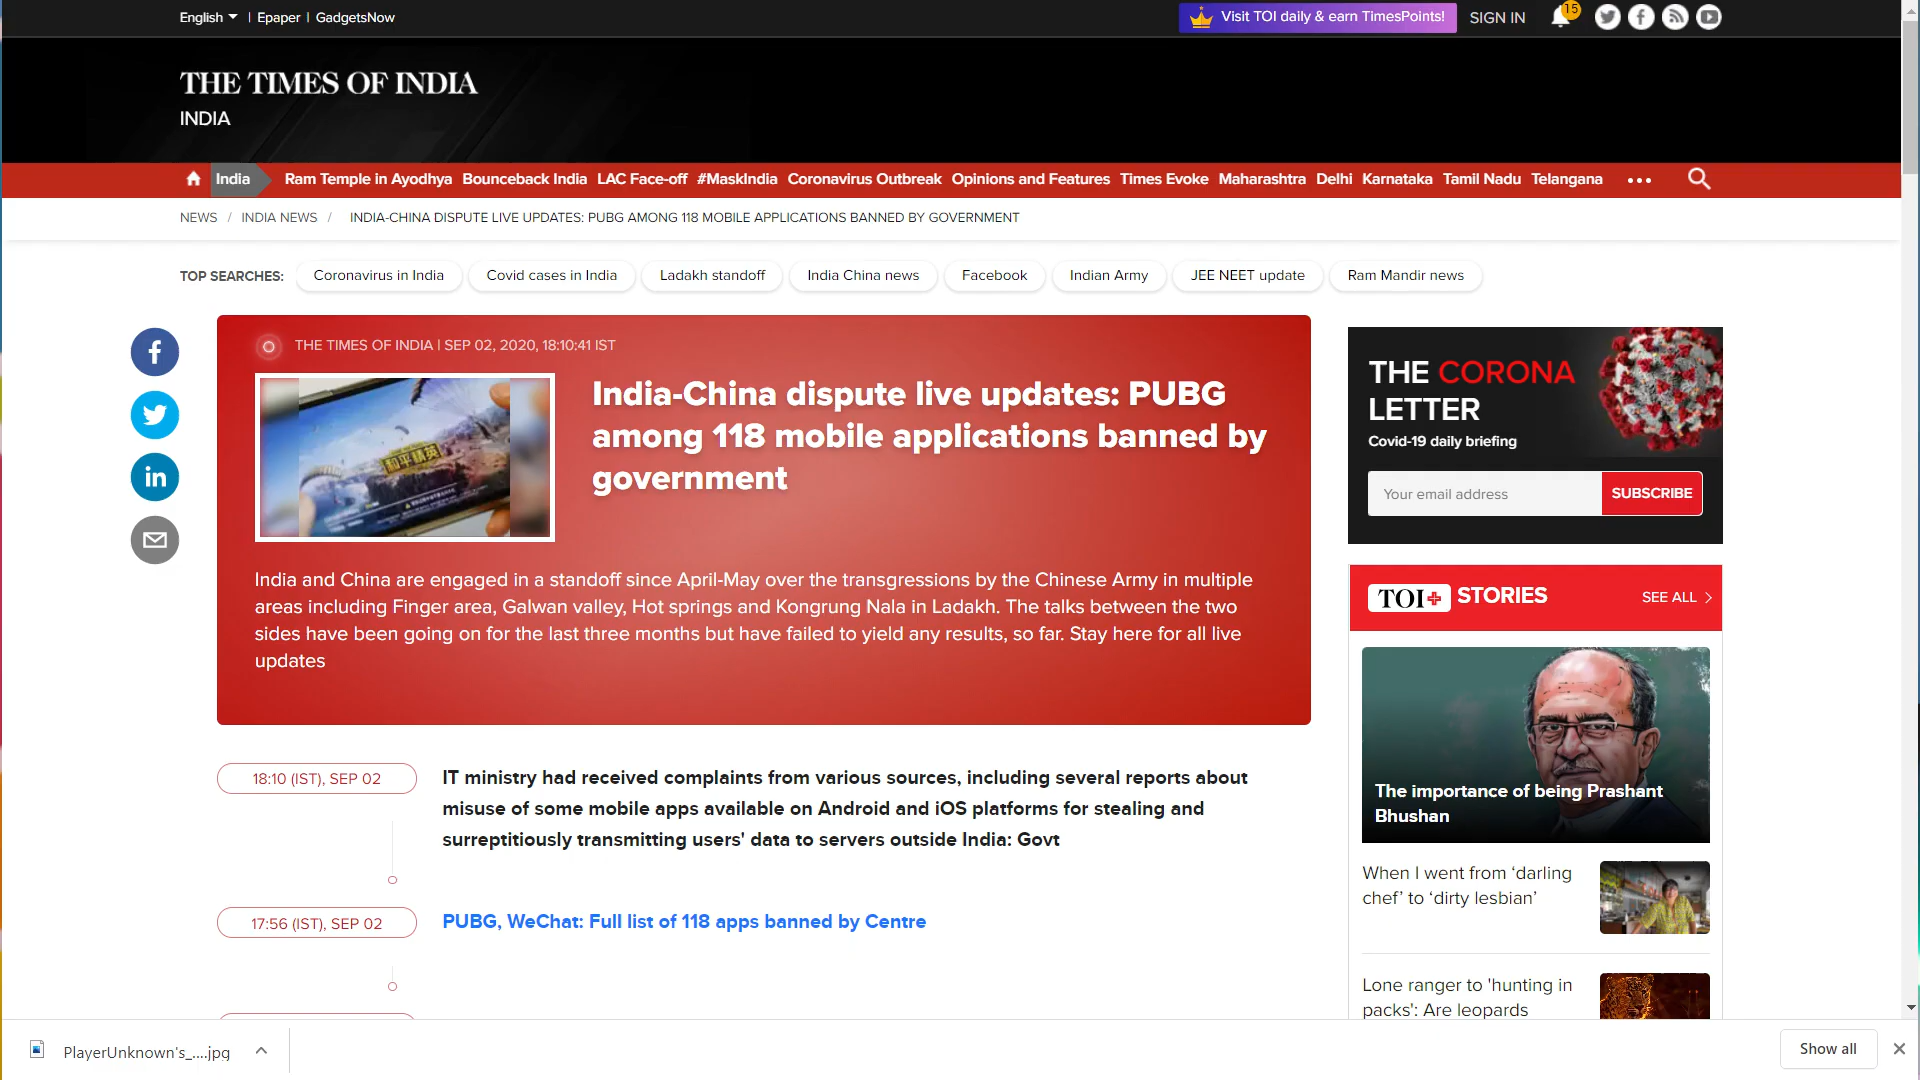 English | Epaper | GadgetsNow
Visit TOI daily & earn TimesPoints! SIGN IN 15
THE TIMES OF INDIA
INDIA
India Ram Temple in Ayodhya Bounceback India LAC Face-off #MaskIndia Coronavirus Outbreak Opinions and Features Times Evoke Maharashtra Delhi Karnataka Tamil Nadu Telangana
NEWS / INDIA NEWS / INDIA-CHINA DISPUTE LIVE UPDATES: PUBG AMONG 118 MOBILE APPLICATIONS BANNED BY GOVERNMENT
TOP SEARCHES: Coronavirus in India Covid cases in India Ladakh standoff India China news Facebook Indian Army JEE NEET update Ram Mandir news
THE TIMES OF INDIA | SEP 02, 2020, 18:10:41 IST
和平精英
India-China dispute live updates: PUBG
among 118 mobile applications banned by
government
India and China are engaged in a standoff since April-May over the transgressions by the Chinese Army in multiple
areas including Finger area, Galwan valley, Hot springs and Kongrung Nala in Ladakh. The talks between the two
sides have been going on for the last three months but have failed to yield any results, so far. Stay here for all live
updates
18:10 (IST), SEP 02
IT ministry had received complaints from various sources, including several reports about
misuse of some mobile apps available on Android and iOS platforms for stealing and
surreptitiously transmitting users' data to servers outside India: Govt
17:56 (IST), SEP 02
PUBG, WeChat: Full list of 118 apps banned by Centre
THE CORONA
LETTER
Covid-19 daily briefing
Your email address SUBSCRIBE
TOI+ STORIES SEE ALL
The importance of being Prashant
Bhushan
When I went from ‘darling
chef’ to ‘dirty lesbian’
Lone ranger to 'hunting in
packs': Are leopards
PlayerUnknown's_....jpg
Show all